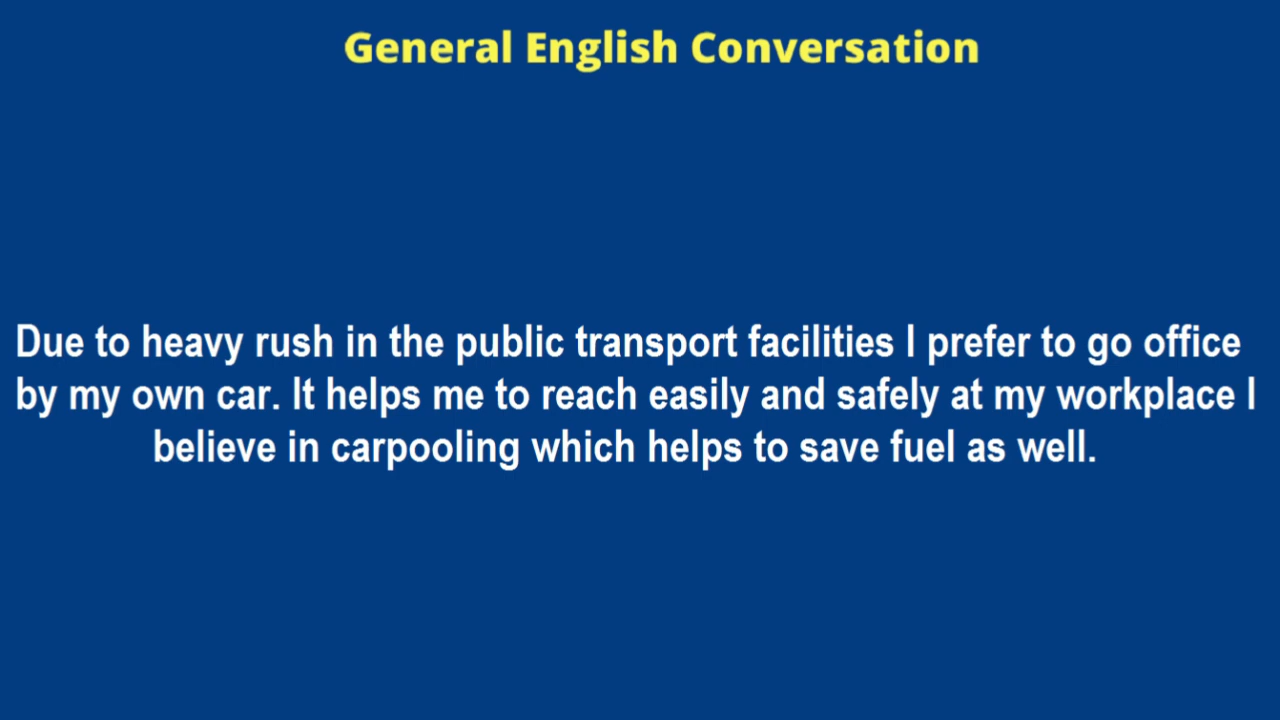 General English Conversation
Due to heavy rush in the public transport facilities I prefer to go office
by my own car. It helps me to reach easily and safely at my workplace I
believe in carpooling which helps to save fuel as well.